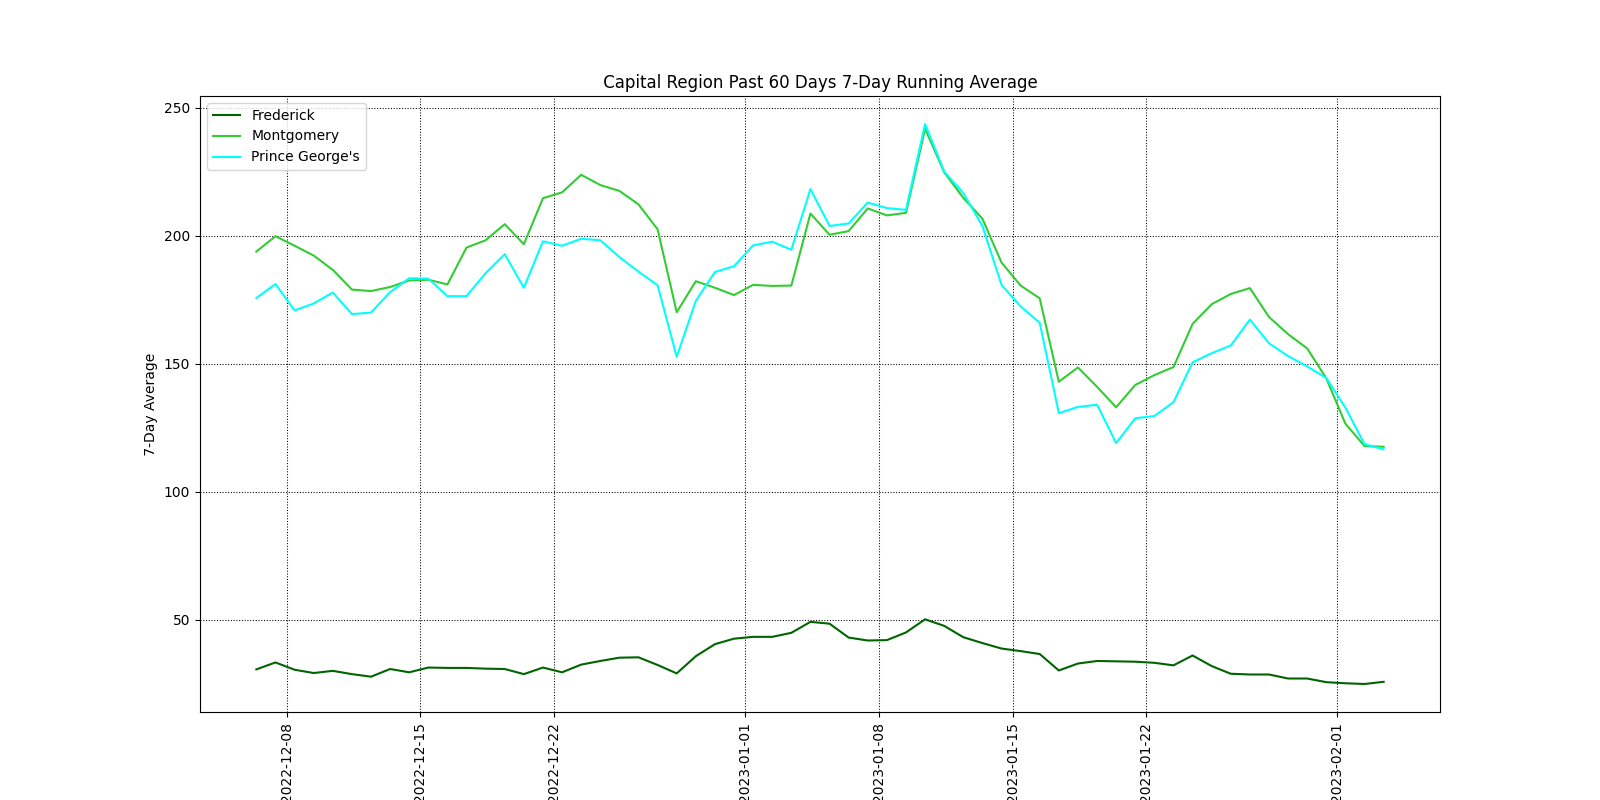 Capital Region Past 60 Days 7-Day Running Average
250
200
150
100
50
7-Day Average
Frederick
Montgomery
Prince George's
2022-12-08
2022-12-15
2022-12-22
2023-01-01
2023-01-08
2023-01-15
2023-01-22
2023-02-01